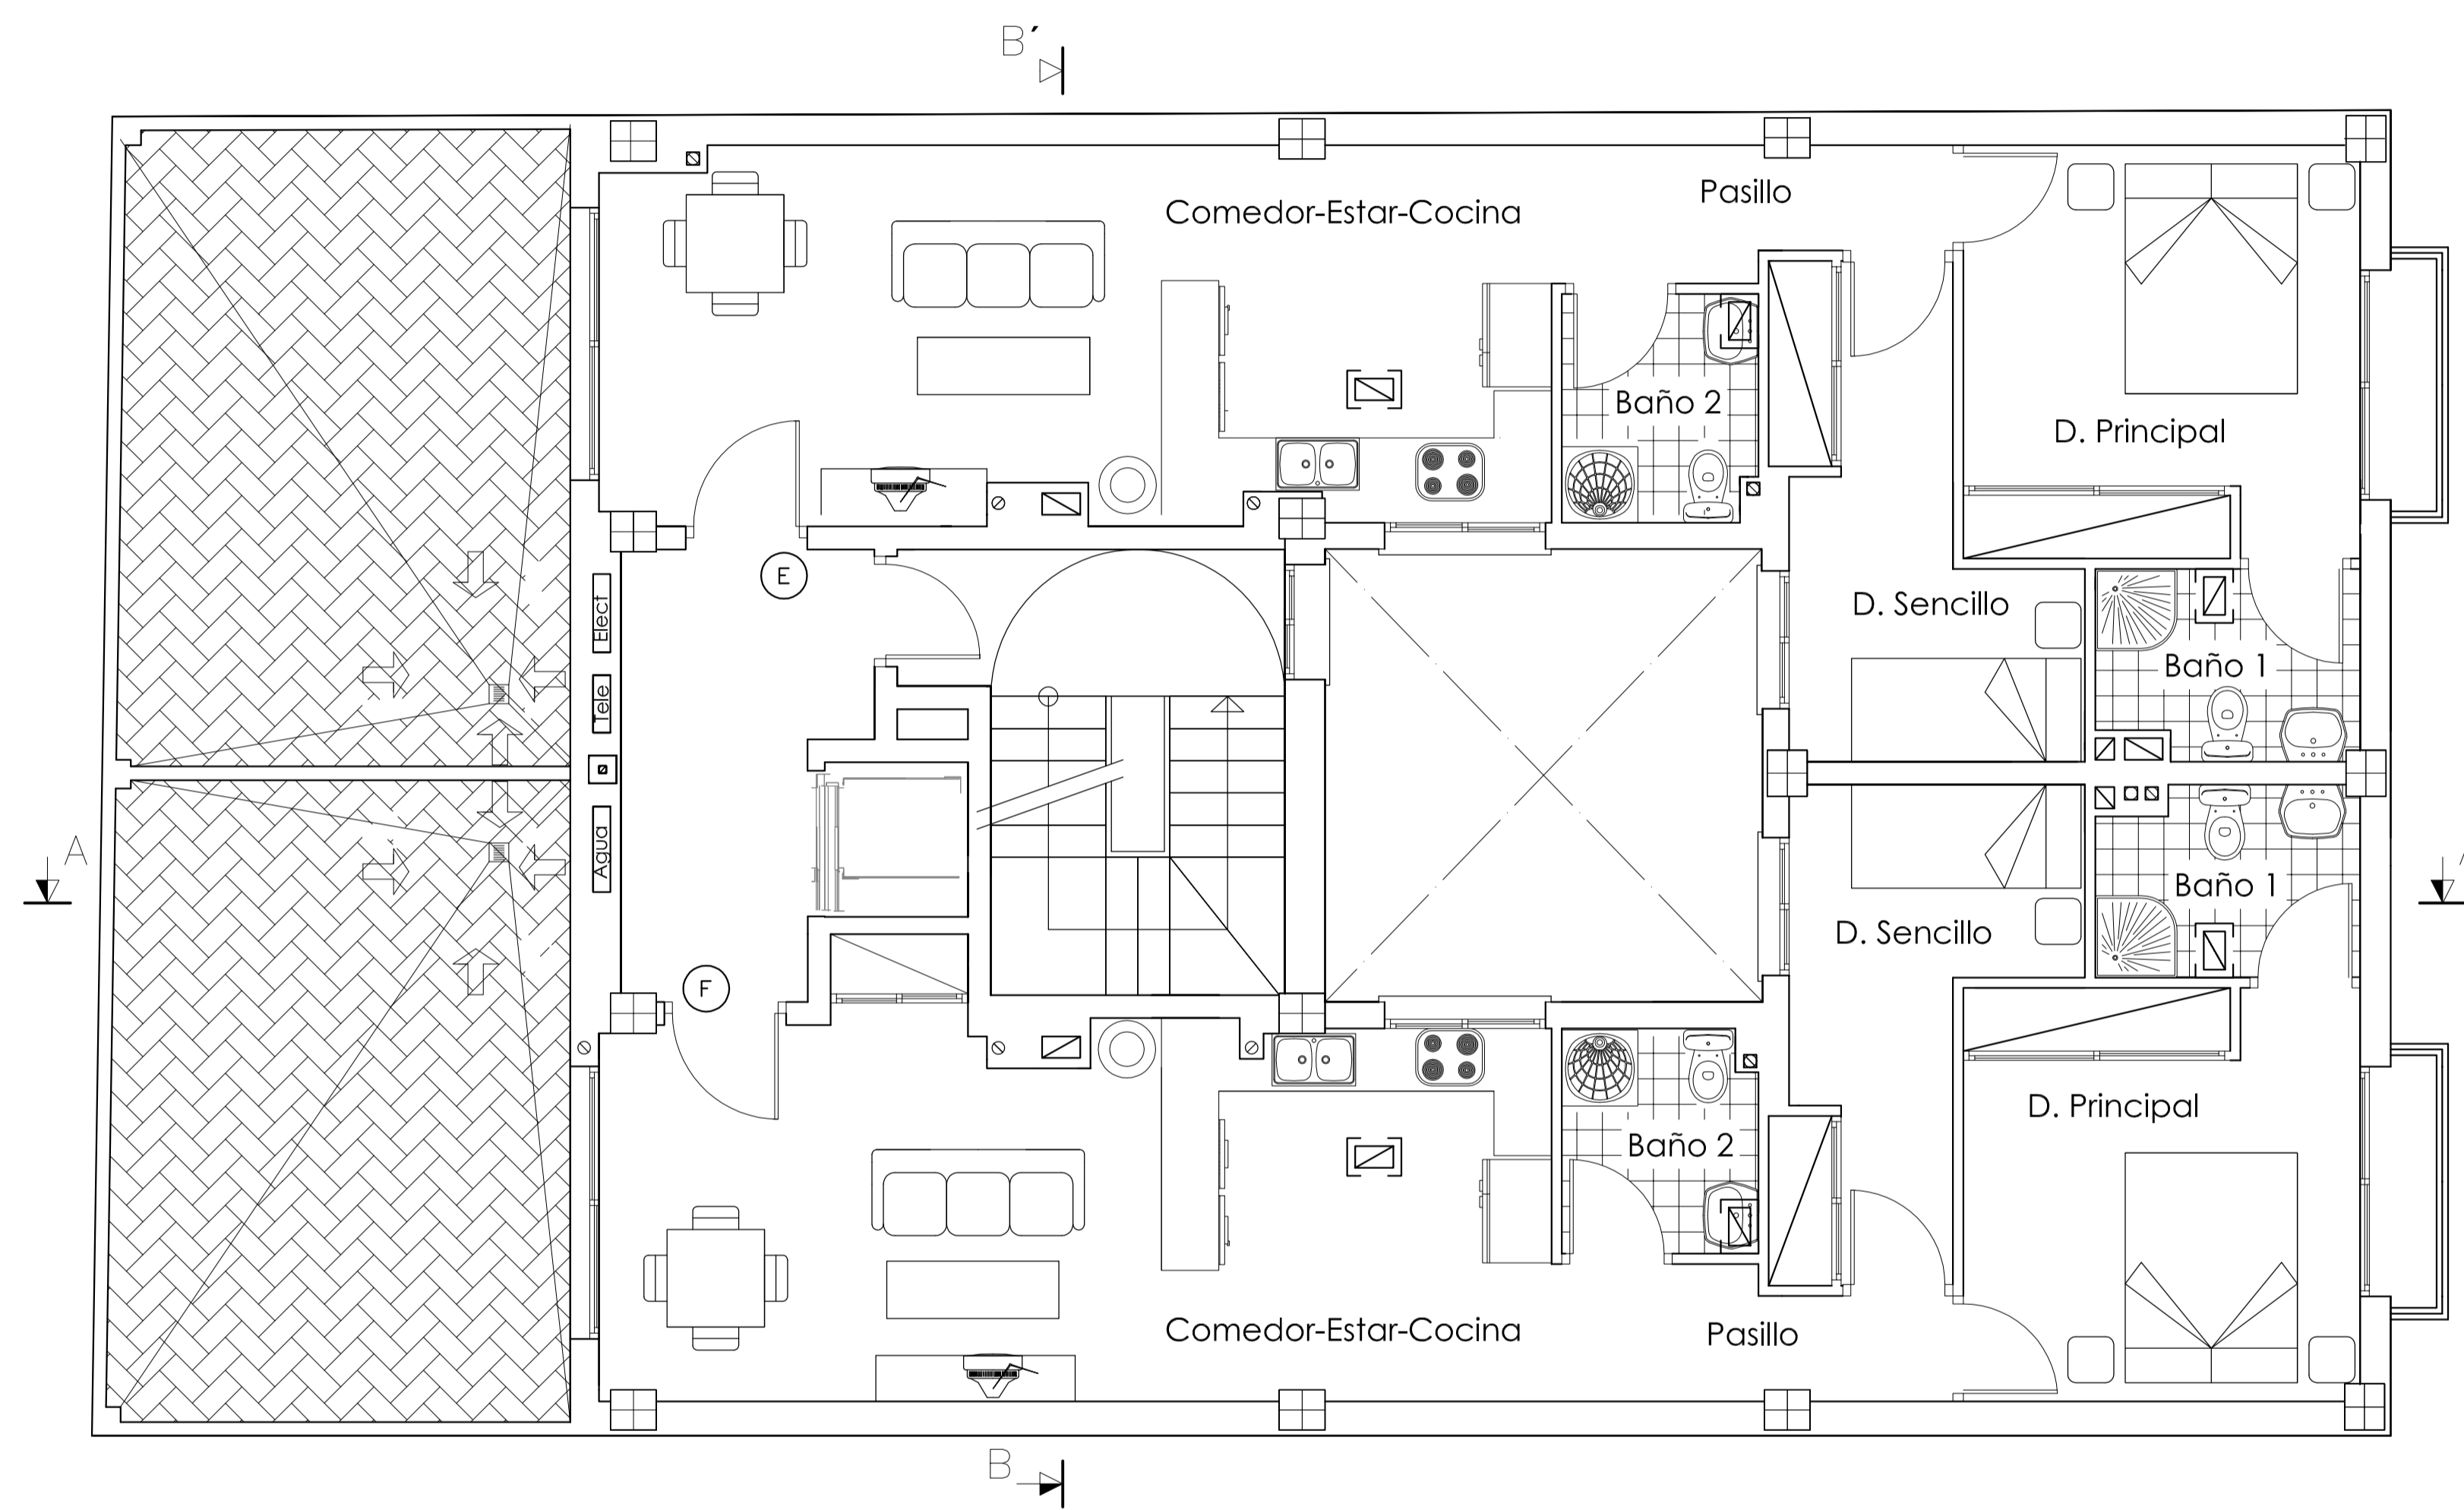 B´
Pasillo
Comedor-Estar-Cocina
Baño 2
D. Principal
E
Elect
D. Sencillo
Baño 1
Tele
Agua
A
Baño 1
D. Sencillo
F
D. Principal
Baño 2
Comedor-Estar-Cocina
Pasillo
B